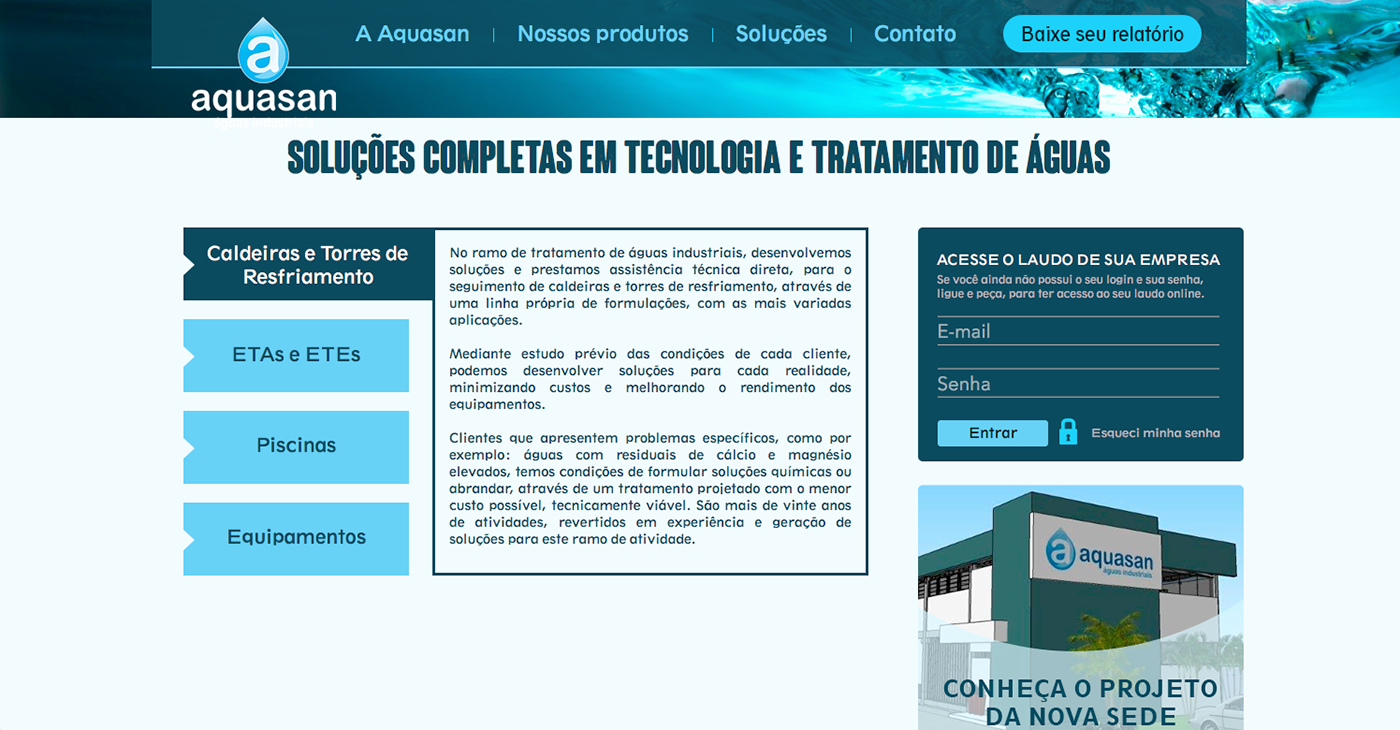 A Aquasan
Nossos produtos
Soluções
Contato
Baixe seu relatório
a
aquasan
SOLUÇÕES COMPLETAS EM TECNOLOGIA E TRATAMENTO DE ÁGUAS
Caldeiras e Torres de
Resfriamento
ETAs e ETEs
Piscinas
Equipamentos
No ramo de tratamento de águas industriais, desenvolvemos
soluções e prestamos assistência técnica direta, para o
seguimento de caldeiras e torres de resfriamento, através de
uma linha própria de formulações, com as mais variadas
aplicações.
Mediante estudo prévio das condições de cada cliente,
podemos desenvolver soluções para cada realidade,
minimizando custos e melhorando o rendimento dos
equipamentos.
Clientes que apresentem problemas específicos, como por
exemplo: águas com residuais de cálcio e magnésio
elevados, temos condições de formular soluções químicas ou
abrandar, através de um tratamento projetado com o menor
custo possível, tecnicamente viável. São mais de vinte anos
de atividades, revertidos em experiência e geração de
soluções para este ramo de atividade.
ACESSE O LAUDO DE SUA EMPRESA
Se você ainda não possui o seu login e sua senha,
ligue e peça, para ter acesso ao seu laudo online.
E-mail
Senha
Entrar
Esqueci minha senha
a aquasan
águas industriais
CONHEÇA O PROJETO
DA NOVA SEDE